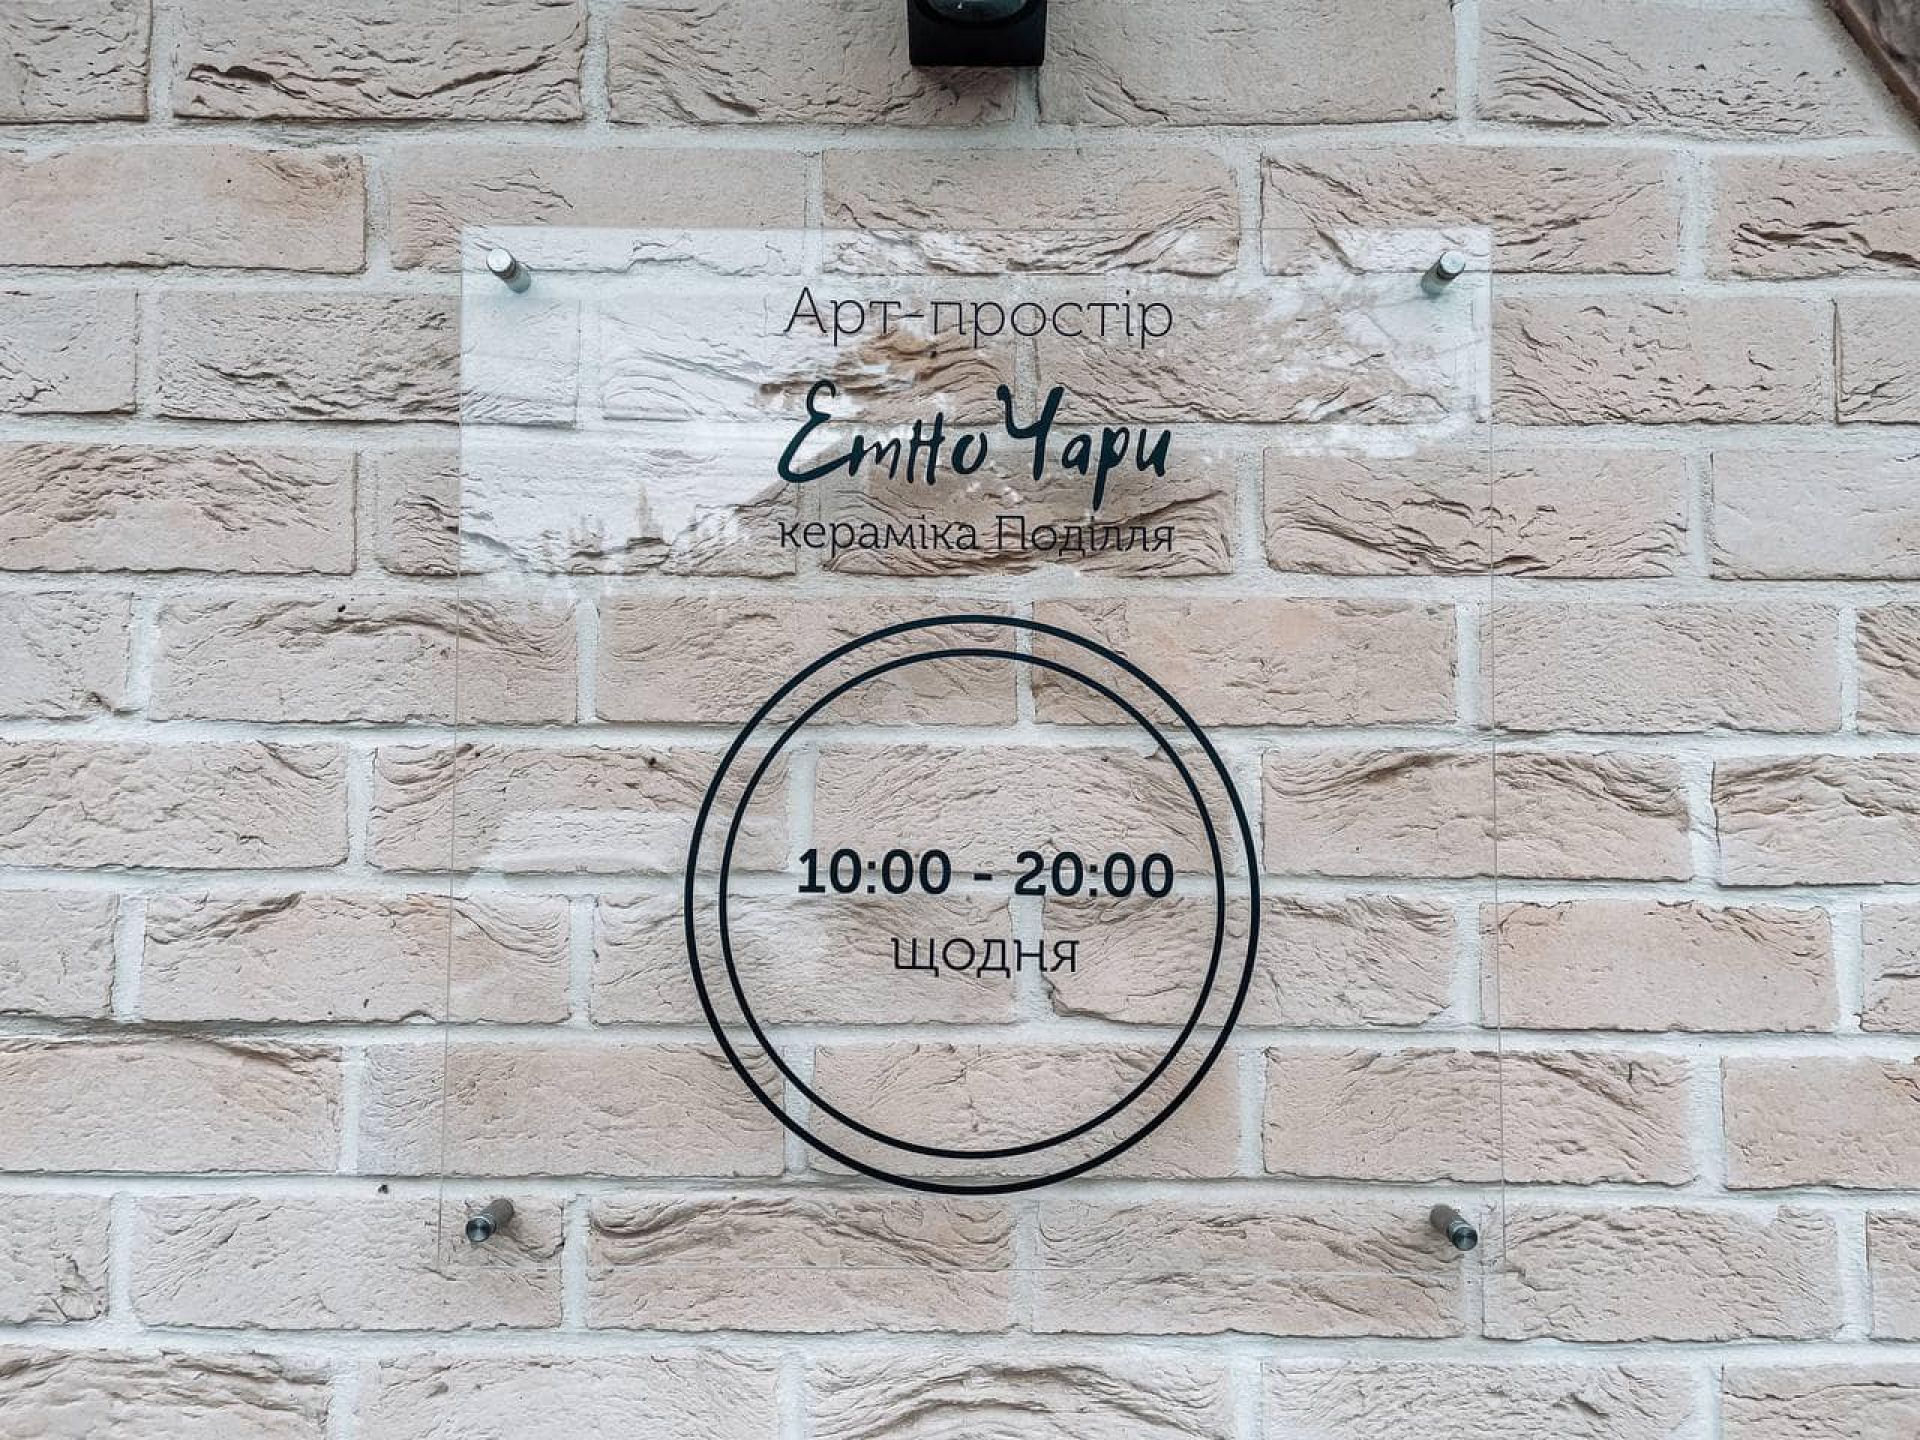 Арт-простір
ЕтноЧари
кераміка Поділля
10:00 - 20:00
щодня